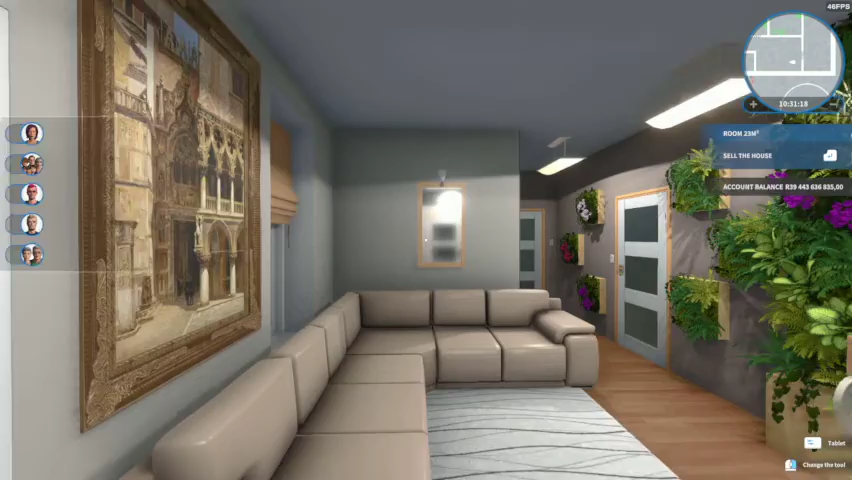 46FPS
10:31:18
ROOM 23M²
SELL THE HOUSE
ACCOUNT BALANCE R39 443 636 835,00
Tablet
Change the tool